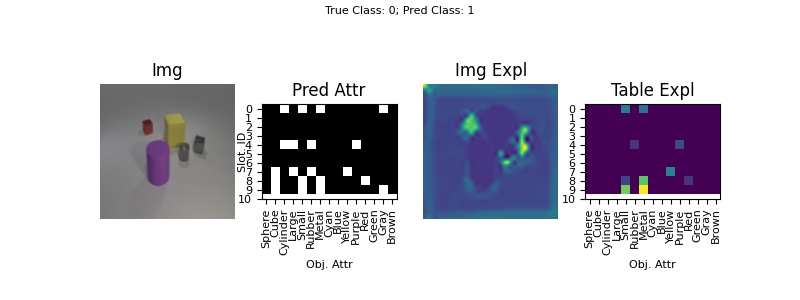 True Class: 0; Pred Class: 1
Img
Pred Attr
Img Expl
Table Expl
Slot. ID
0
1
2
3
4
5
6
7
8
9
10
0
1
2
3
4
5
6
7
8
9
10
Sphere
Cube
Cylinder
Large
Small
Rubber
Metal
Cyan
Blue
Yellow
Purple
Red
Green
Gray
Brown
Sphere
Cube
Cylinder
Large
Small
Rubber
Metal
Cyan
Blue
Yellow
Purple
Red
Green
Gray
Brown
Obj. Attr
Obj. Attr